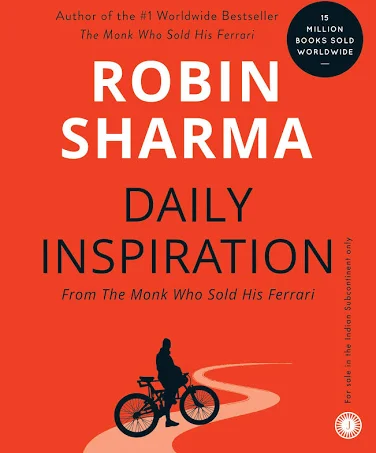 Author of the #1 Worldwide Bestseller
The Monk Who Sold His Ferrari
15
MILLION
BOOKS SOLD
WORLDWIDE
ROBIN
SHARMA
DAILY
INSPIRATION
From The Monk Who Sold His Ferrari
For sale in the Indian Subcontinent only
J